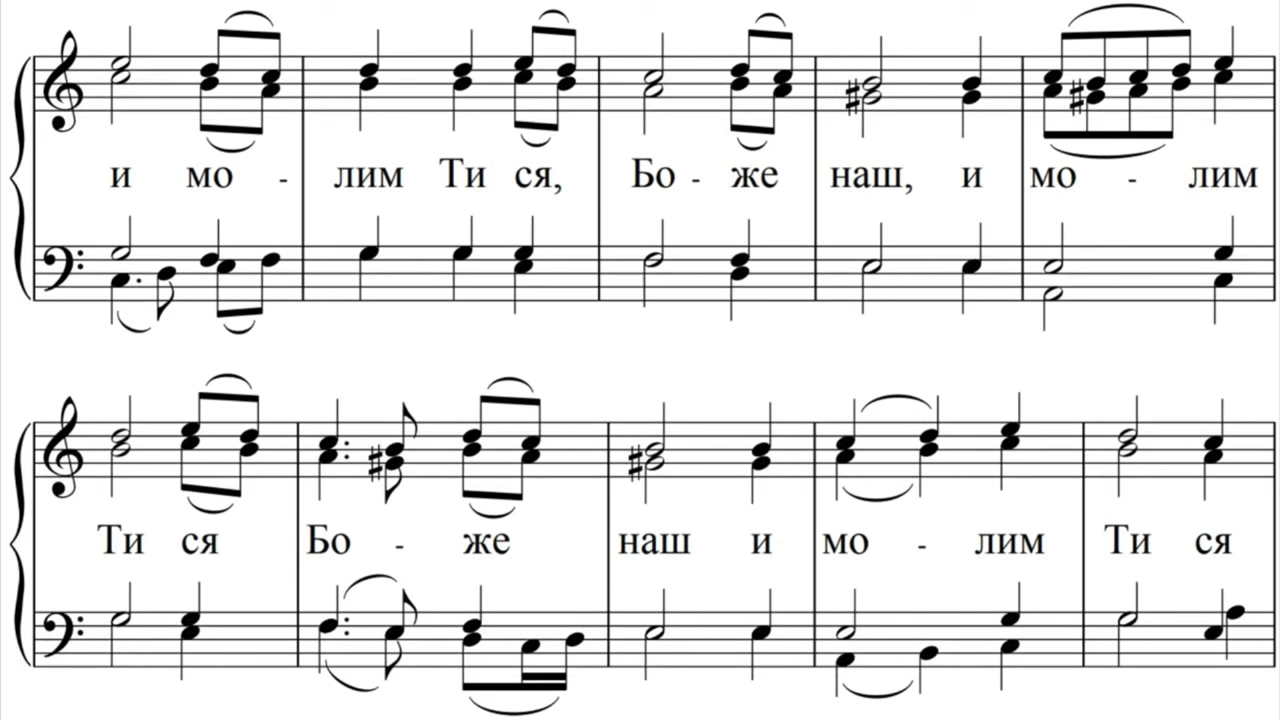 и мо - лим Ти ся, Бо - же наш, и мо - лим
Ти ся Бо - же наш и мо - лим Ти ся